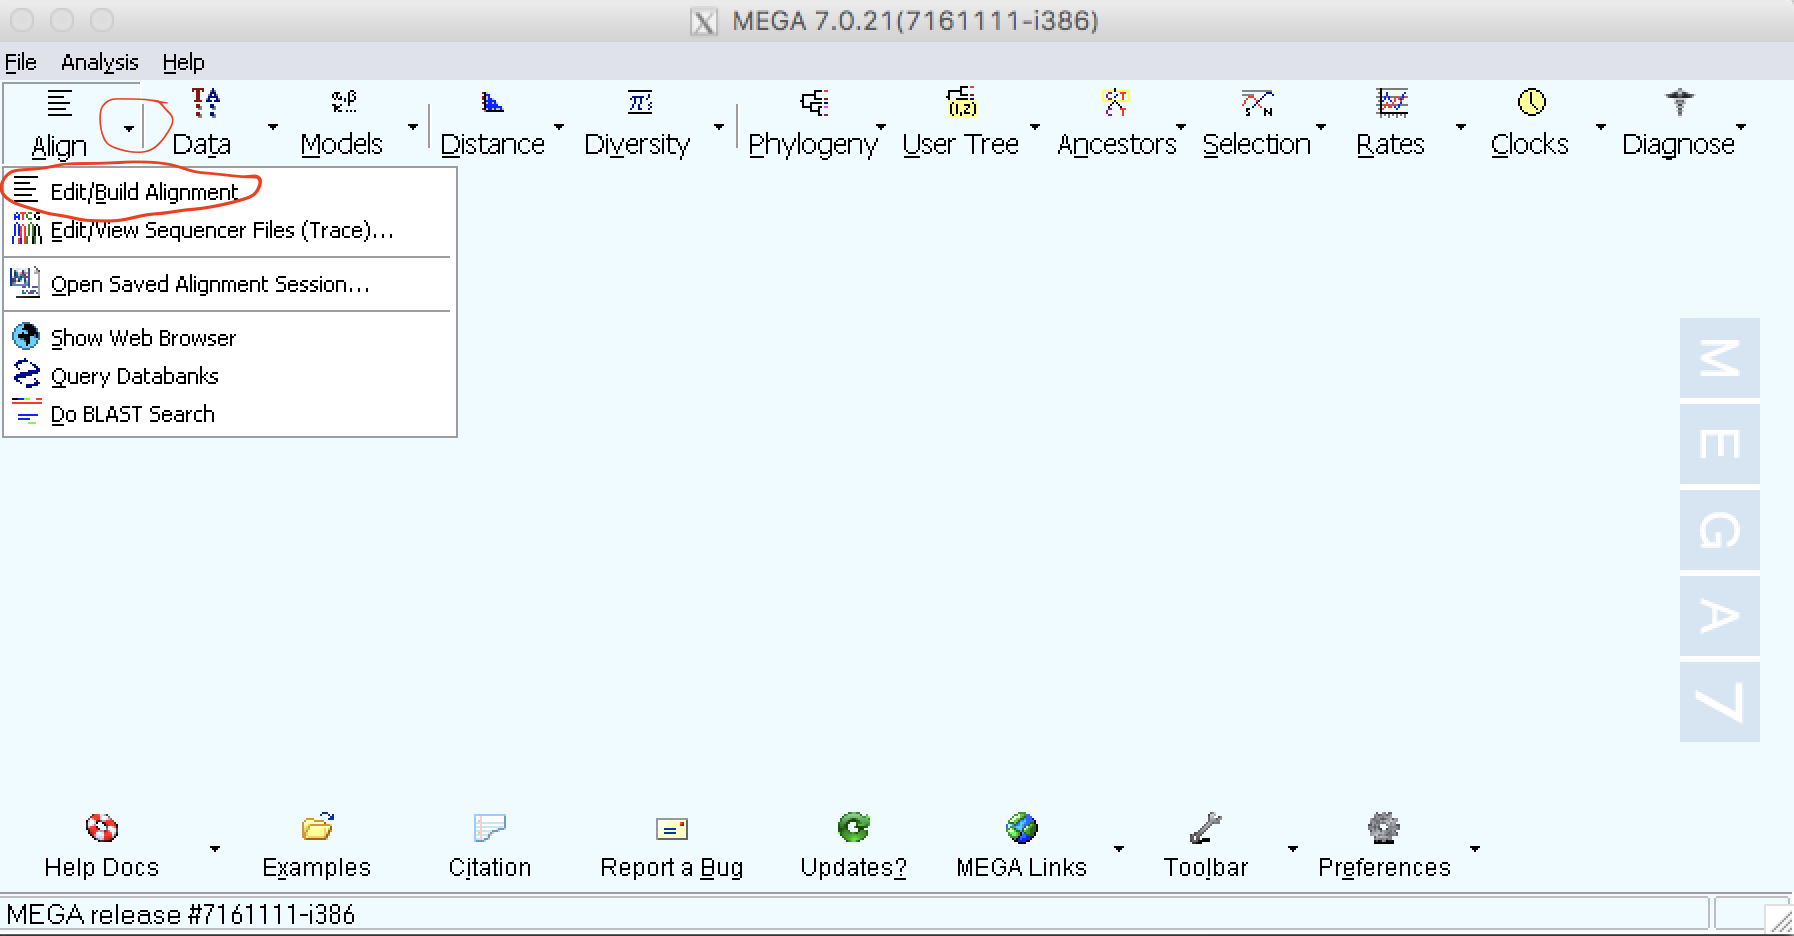 MEGA 7.0.21(7161111-i386)
File Analysis Help
Align Data Models Distance Diversity Phylogeny User Tree Ancestors Selection Rates Clocks Diagnose
Edit/Build Alignment
Edit/View Sequencer Files (Trace)...
Open Saved Alignment Session...
Show Web Browser
Query Databanks
Do BLAST Search
M
E
G
A
7
Help Docs Examples Citation Report a Bug Updates? MEGA Links Toolbar Preferences
MEGA release #7161111-i386